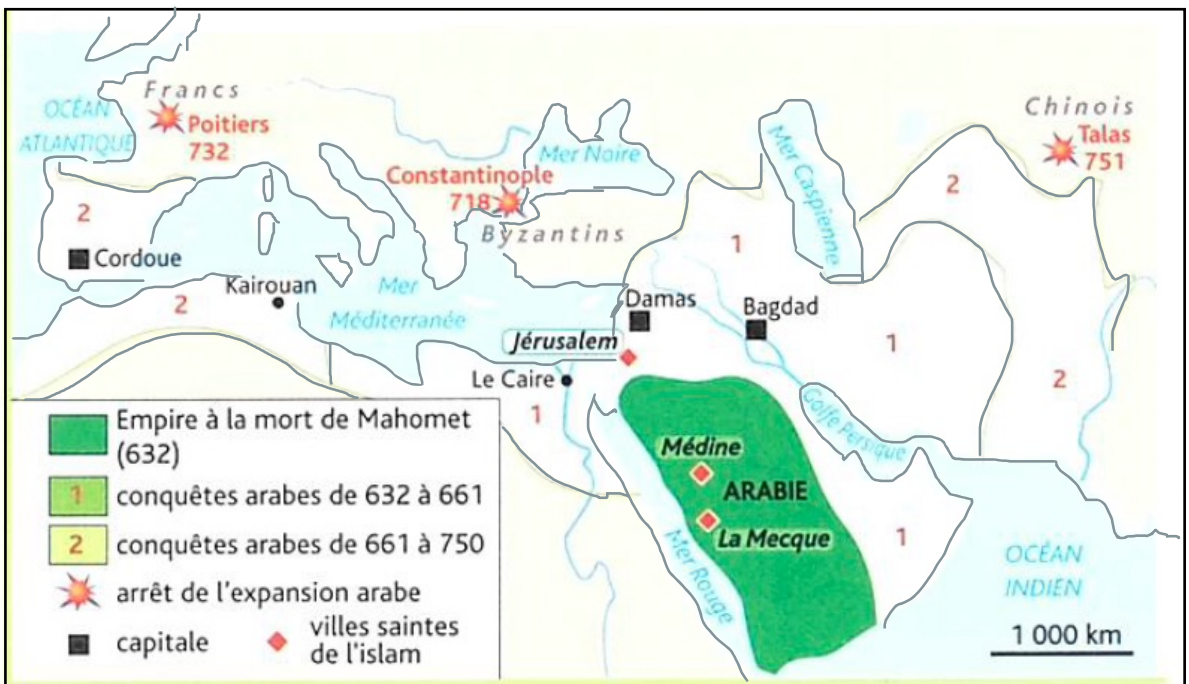 Francs
OCÉAN
ATLANTIQUE
Poitiers
732
Chinois
Talas
751
Mer Noire
Mer Caspienne
Constantinople
718
Byzantins
2
2
1
Cordoue
Kairouan
2
Mer
Méditerranée
Damas
Bagdad
Jérusalem
1
2
Le Caire
1
Golfe Persique
Médine
ARABIE
La Mecque
Mer Rouge
1
OCÉAN
INDIEN
1 000 km
Empire à la mort de Mahomet
(632)
1 conquêtes arabes de 632 à 661
2 conquêtes arabes de 661 à 750
arrêt de l'expansion arabe
capitale
villes saintes
de l'islam